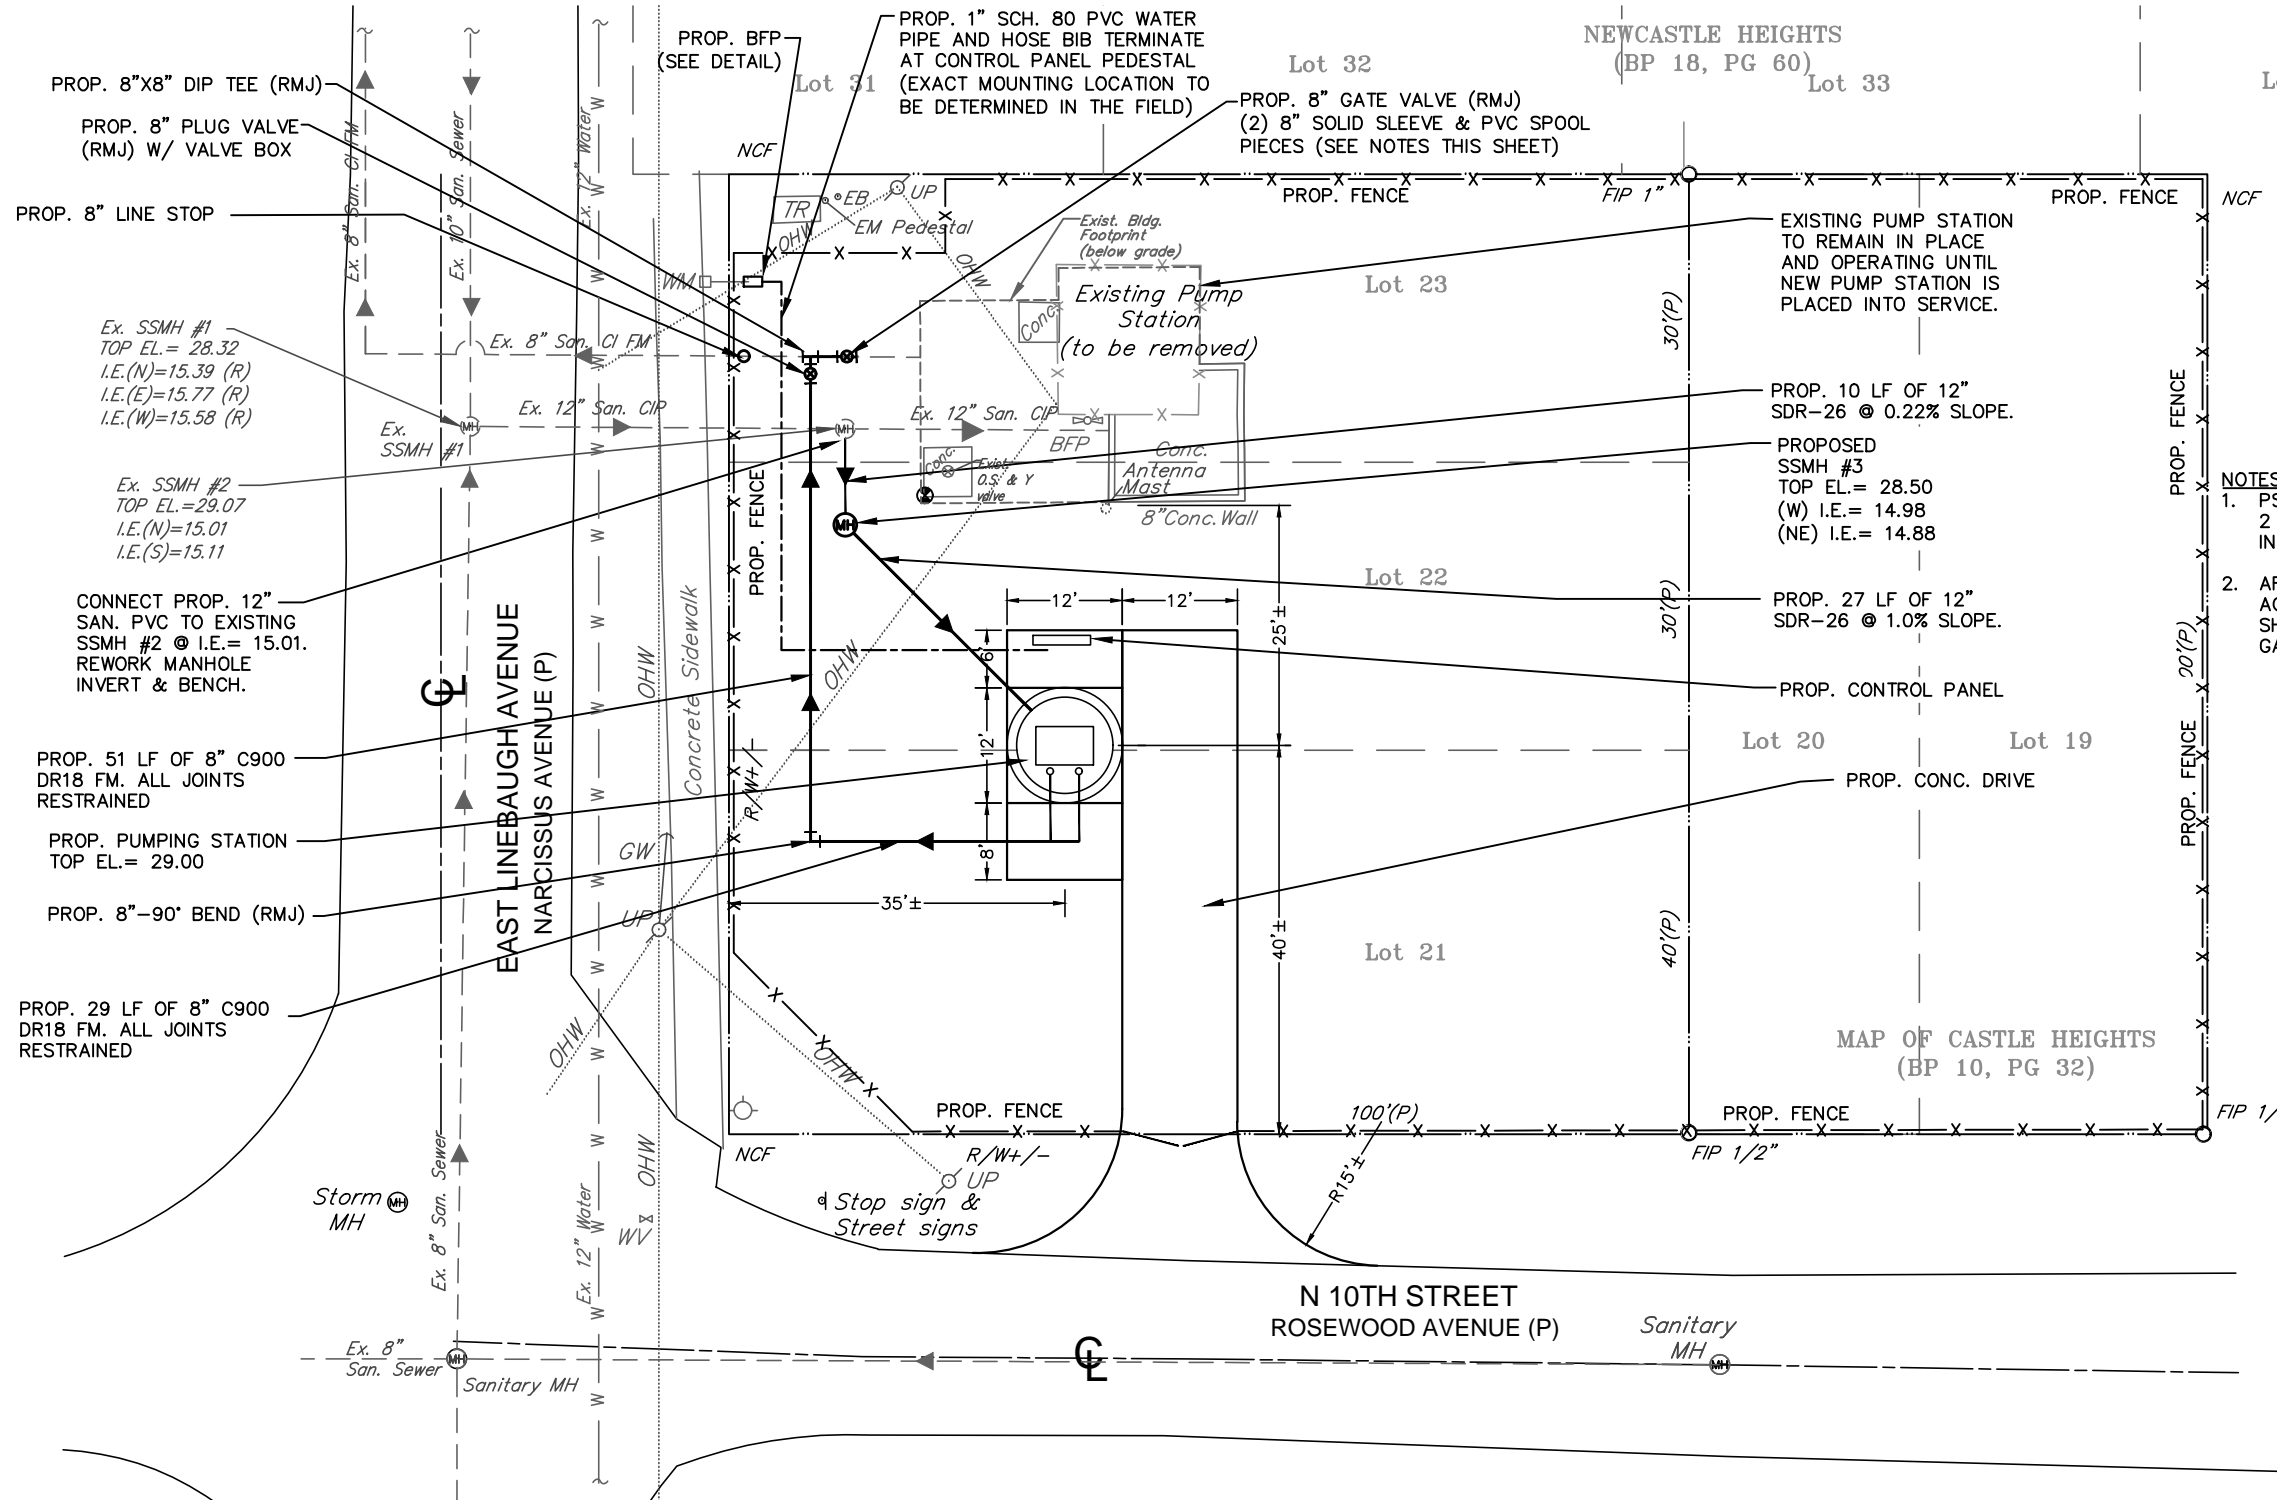 PROP. BFP
(SEE DETAIL)
PROP. 1" SCH. 80 PVC WATER
PIPE AND HOSE BIB TERMINATE
AT CONTROL PANEL PEDESTAL
(EXACT MOUNTING LOCATION TO
BE DETERMINED IN THE FIELD)
NEWCASTLE HEIGHTS
(BP 18, PG 60)
Lot 31
Lot 32
Lot 33
PROP. 8"X8" DIP TEE (RMJ)
PROP. 8" PLUG VALVE
(RMJ) W/ VALVE BOX
PROP. 8" LINE STOP
PROP. 8" GATE VALVE (RMJ)
(2) 8" SOLID SLEEVE & PVC SPOOL
PIECES (SEE NOTES THIS SHEET)
Ex. 8" San. CI FM
Ex. 10" San. Sewer
Ex. 12" Water
NCF
TR
EB
UP
EM Pedestal
OHW
OHW
WM
PROP. FENCE
FIP 1"
PROP. FENCE
NCF
Exist. Bldg.
Footprint
(below grade)
Existing Pump
Station
(to be removed)
Conc.
Lot 23
EXISTING PUMP STATION
TO REMAIN IN PLACE
AND OPERATING UNTIL
NEW PUMP STATION IS
PLACED INTO SERVICE.
30'(P)
Ex. SSMH #1
TOP EL.= 28.32
I.E.(N)=15.39 (R)
I.E.(E)=15.77 (R)
I.E.(W)=15.58 (R)
Ex. 8" San. CI FM
Ex. 12" San. CIP
Ex. 12" San. CIP
MH
MH
Ex.
SSMH #1
Ex. SSMH #2
TOP EL.=29.07
I.E.(N)=15.01
I.E.(S)=15.11
BFP
Conc.
Antenna
Mast
Conc.
Exist.
O.S. & Y
valve
8"Conc.Wall
MH
PROP. 10 LF OF 12"
SDR-26 @ 0.22% SLOPE.
PROPOSED
SSMH #3
TOP EL.= 28.50
(W) I.E.= 14.98
(NE) I.E.= 14.88
PROP. FENCE
PROP. FENCE
NOTES
1.
2
IN
2.
CONNECT PROP. 12"
SAN. PVC TO EXISTING
SSMH #2 @ I.E.= 15.01.
REWORK MANHOLE
INVERT & BENCH.
Lot 22
12'
12'
25'±
30'(P)
PROP. 27 LF OF 12"
SDR-26 @ 1.0% SLOPE.
PROP. CONTROL PANEL
6'
12'
8'
EAST LINEBAUGH AVENUE
NARCISSUS AVENUE (P)
CL
OHW
Concrete Sidewalk
OHW
R/W+/-
PROP. 51 LF OF 8" C900
DR18 FM. ALL JOINTS
RESTRAINED
PROP. PUMPING STATION
TOP EL.= 29.00
PROP. 8"-90° BEND (RMJ)
PROP. 29 LF OF 8" C900
DR18 FM. ALL JOINTS
RESTRAINED
GW
UP
35'±
40'±
Lot 20
Lot 19
PROP. CONC. DRIVE
PROP. FENCE
Lot 21
40'(P)
MAP OF CASTLE HEIGHTS
(BP 10, PG 32)
OHW
OHW
PROP. FENCE
100'(P)
PROP. FENCE
NCF
R/W+/-
FIP 1/2"
UP
R15'±
Storm
MH
MH
Ex. 8" San. Sewer
Ex. 12" Water
OHW
WV
Stop sign &
Street signs
N 10TH STREET
ROSEWOOD AVENUE (P)
CL
Sanitary
MH
MH
Ex. 8"
San. Sewer
MH
Sanitary MH